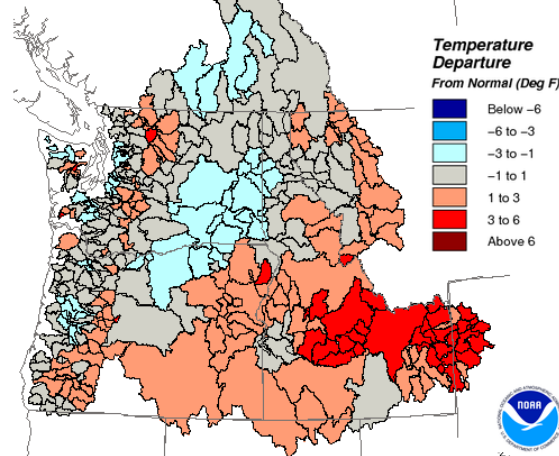 Temperature
Departure
From Normal (Deg F)
Below −6
−6 to −3
−3 to −1
−1 to 1
1 to 3
3 to 6
Above 6
NOAA